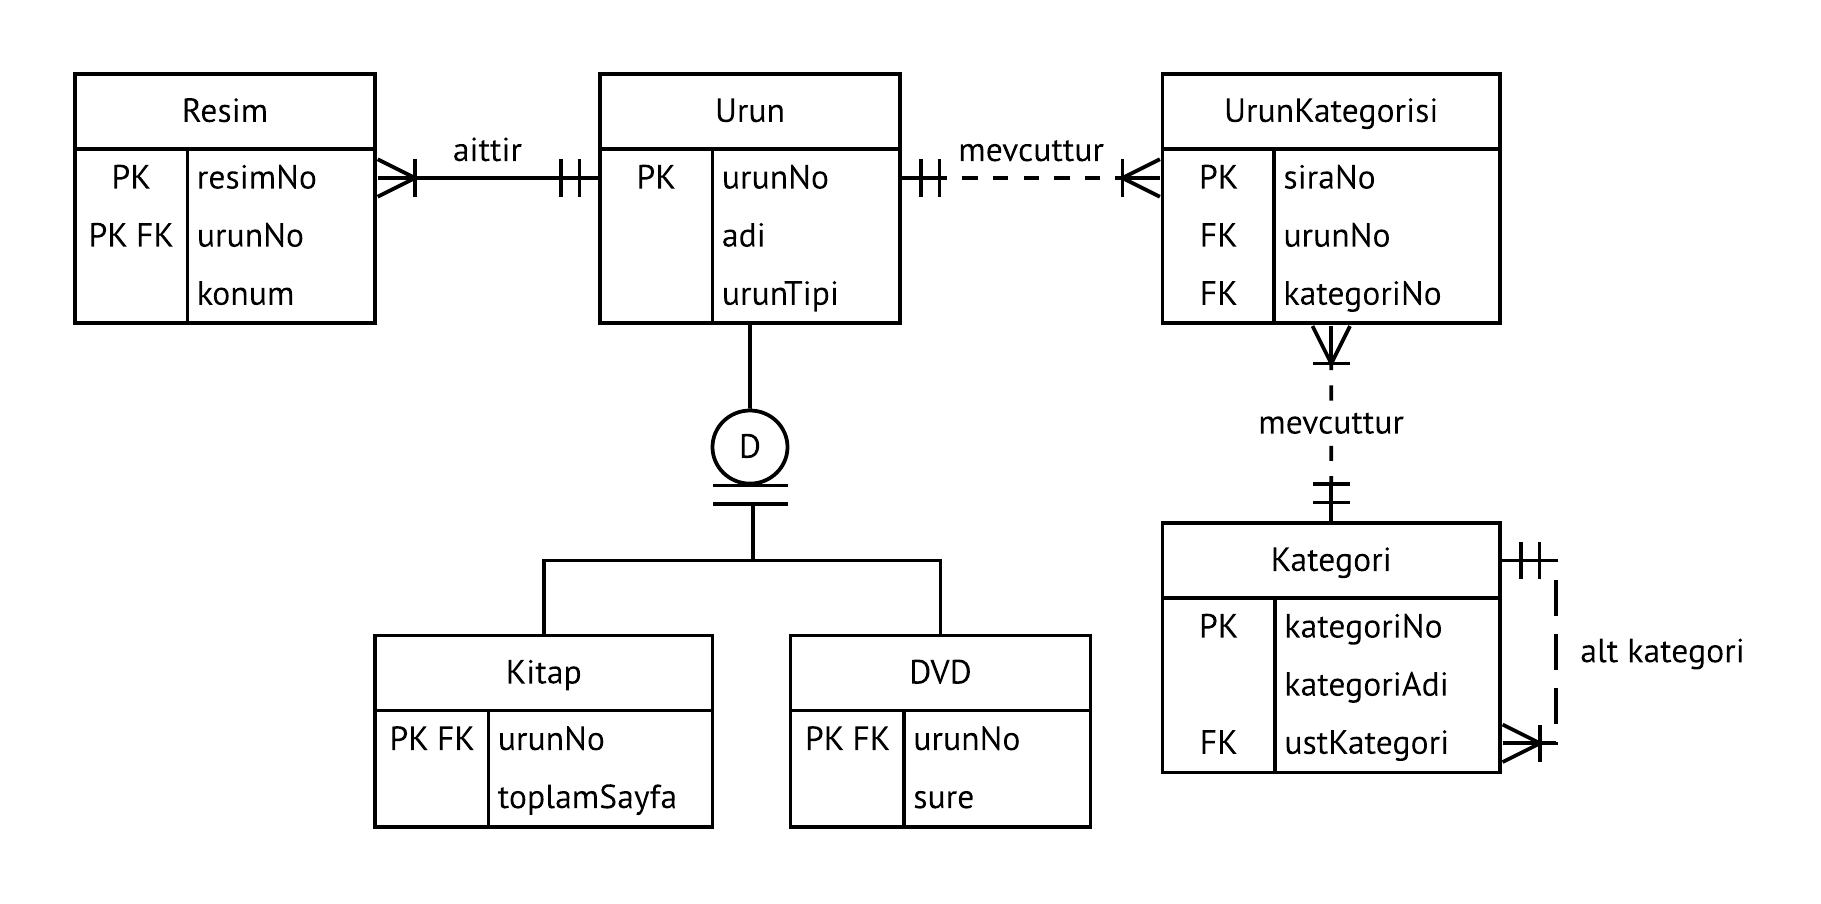 Resim
PK resimNo
PK FK urunNo
konum
aittir
Urun
PK urunNo
adi
urunTipi
mevcuttur
UrunKategorisi
PK siraNo
FK urunNo
FK kategoriNo
D
mevcuttur
Kitap
PK FK urunNo
toplamSayfa
DVD
PK FK urunNo
sure
Kategori
PK kategoriNo
kategoriAdi
FK ustKategori
alt kategori